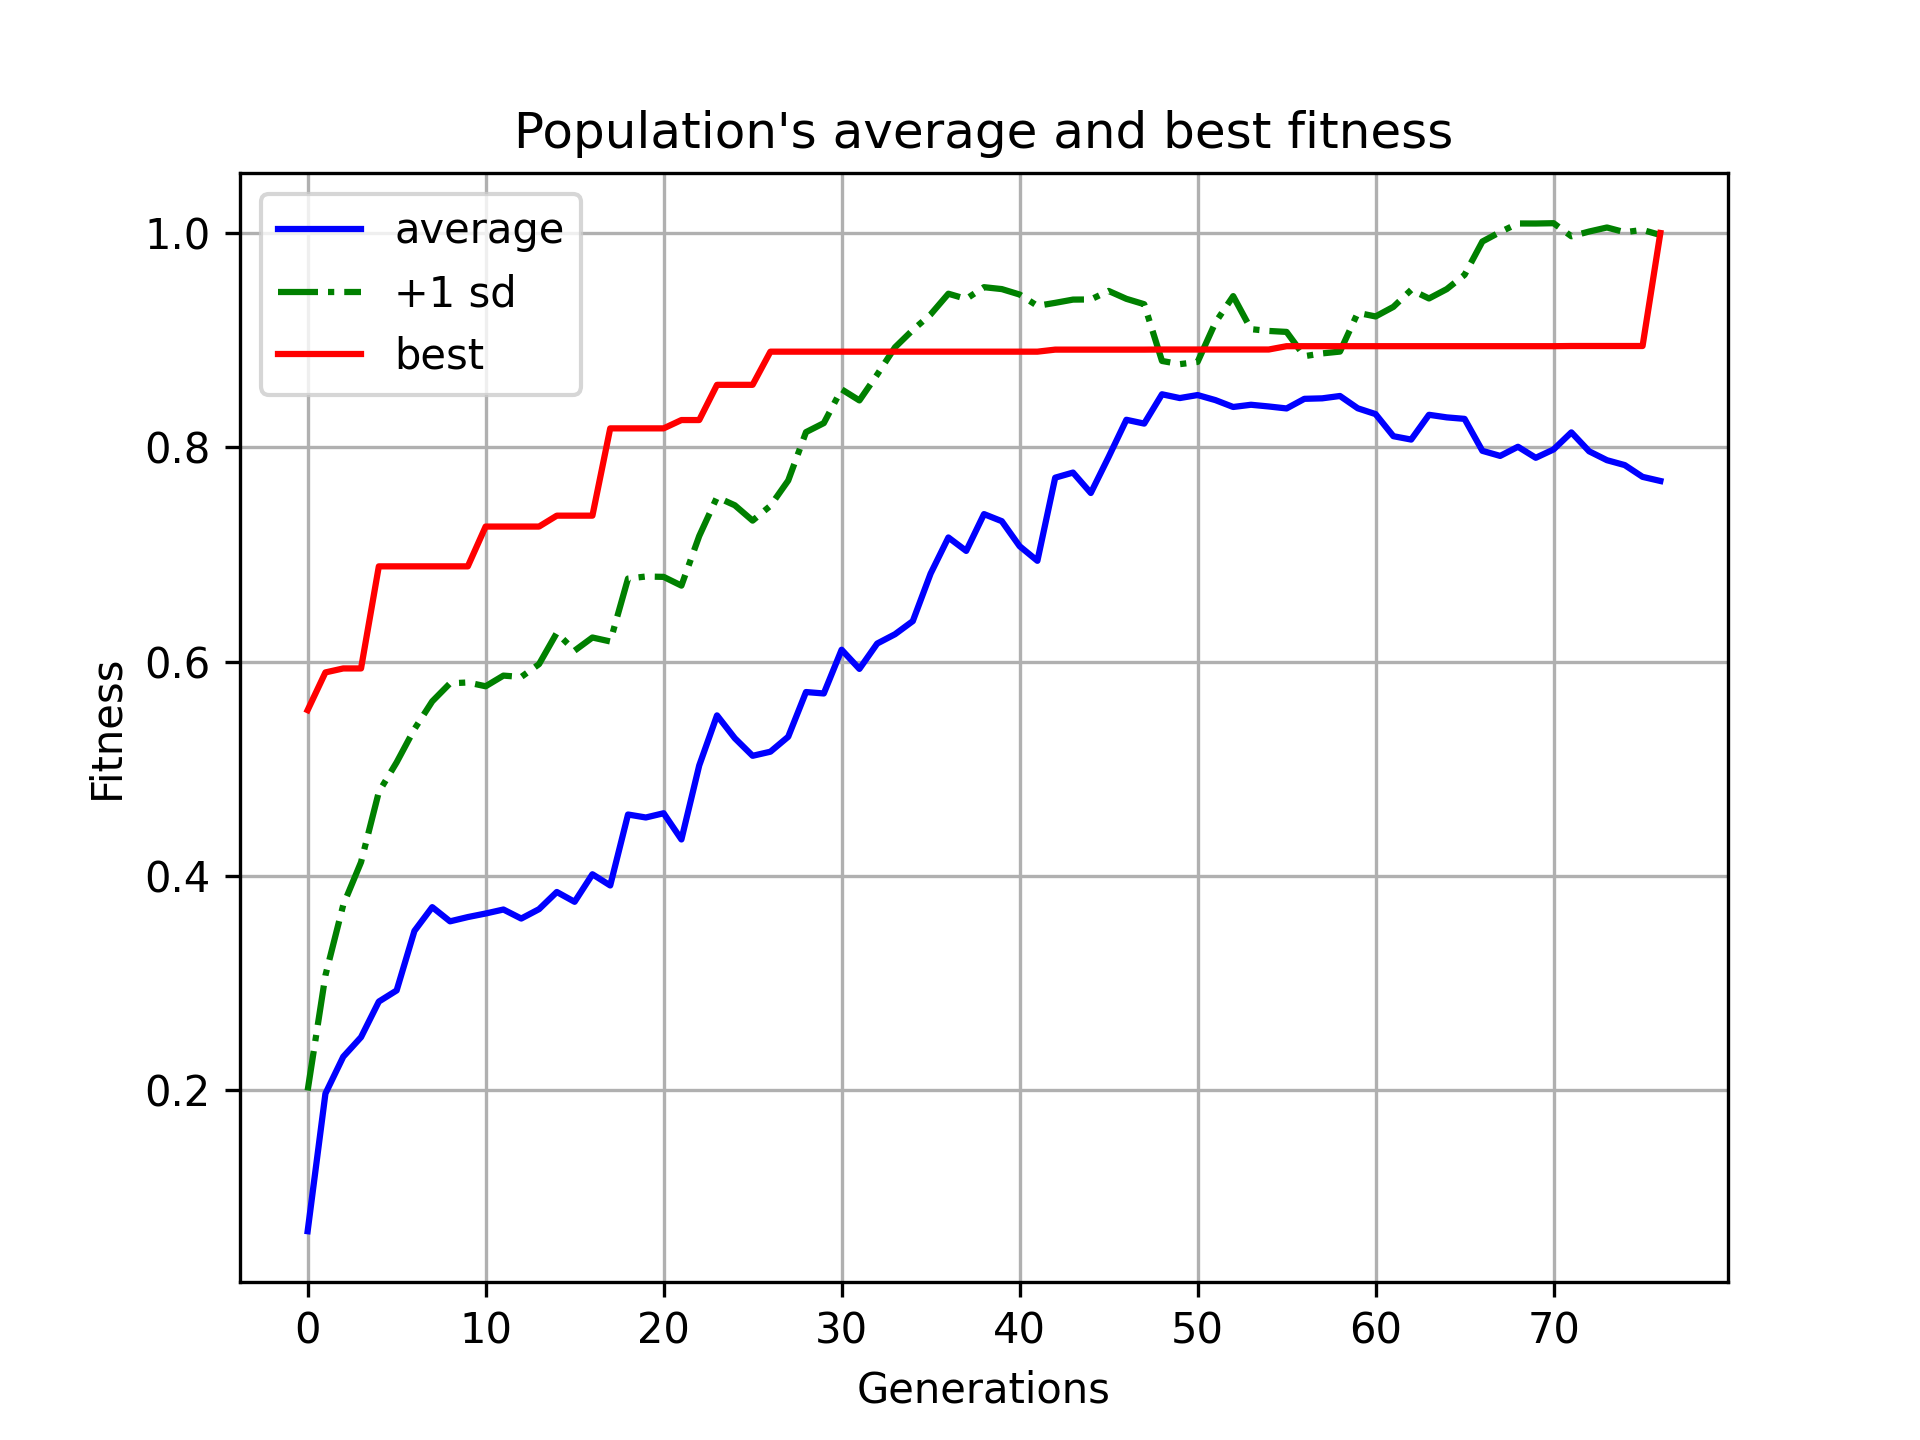 Population's average and best fitness
average
+1 sd
best
1.0
0.8
0.6
0.4
0.2
Fitness
0 10 20 30 40 50 60 70
Generations